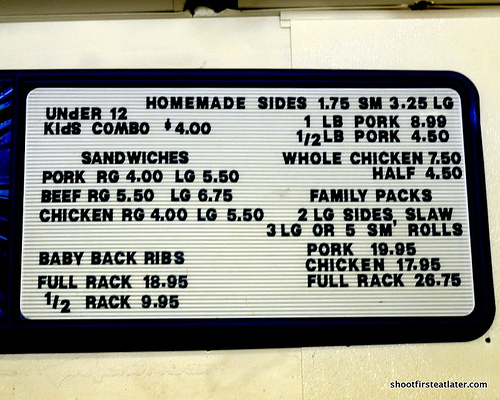 HOMEMADE SIDES 1.75 SM 3.25 LG
UNdER 12
KIdS COMBO $4.00
1 LB PORK 8.99
1/2 LB PORK 4.50
SANDWICHES
PORK RG 4.00 LG 5.50
BEEF RG 5.50 LG 6.75
CHICKEN RG 4.00 LG 5.50
WHOLE CHICKEN 7.50
HALF 4.50
FAMILY PACKS
2 LG SIDES, SLAW
3 LG OR 5 SM' ROLLS
PORK 19.95
CHICKEN 17.95
FULL RACK 26.75
BABY BACK RIBS
FULL RACK 18.95
1/2 RACK 9.95
shootfirsteatlater.com